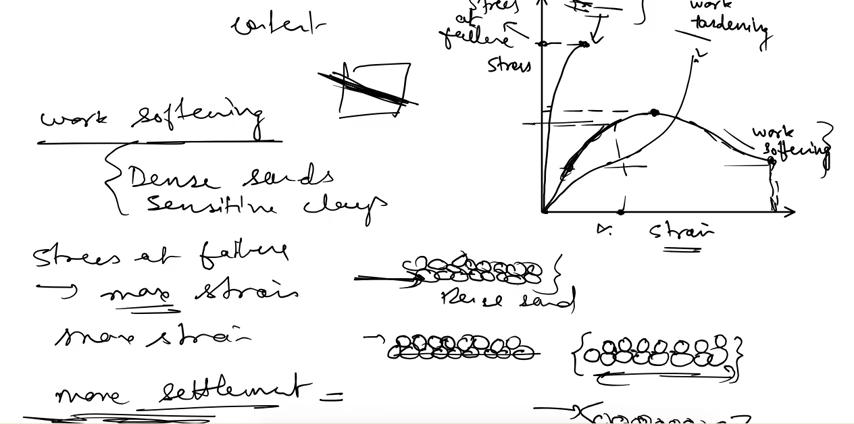 content
work softening
Dense sands
sensitive clays
Stress at failure
→ max strain
more strain
more settlement =
Stress
at
failure
work
hardening
Stress
work
softening
strain
Dense sand